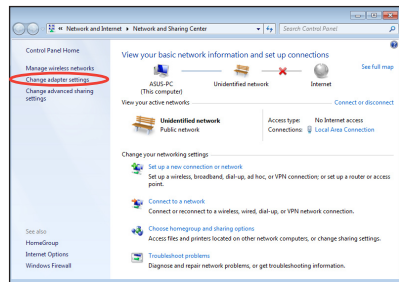 « Network and Internet ▸ Network and Sharing Center
Search Control Panel
Control Panel Home
Manage wireless networks
Change adapter settings
Change advanced sharing
settings
View your basic network information and set up connections
See full map
ASUS-PC
(This computer)
Unidentified network
Internet
View your active networks
Connect or disconnect
Unidentified network
Public network
Access type:
No Internet access
Connections:
Local Area Connection
Change your networking settings
Set up a new connection or network
Set up a wireless, broadband, dial-up, ad hoc, or VPN connection; or set up a router or access
point.
Connect to a network
Connect or reconnect to a wireless, wired, dial-up, or VPN network connection.
Choose homegroup and sharing options
Access files and printers located on other network computers, or change sharing settings.
Troubleshoot problems
Diagnose and repair network problems, or get troubleshooting information.
See also
HomeGroup
Internet Options
Windows Firewall